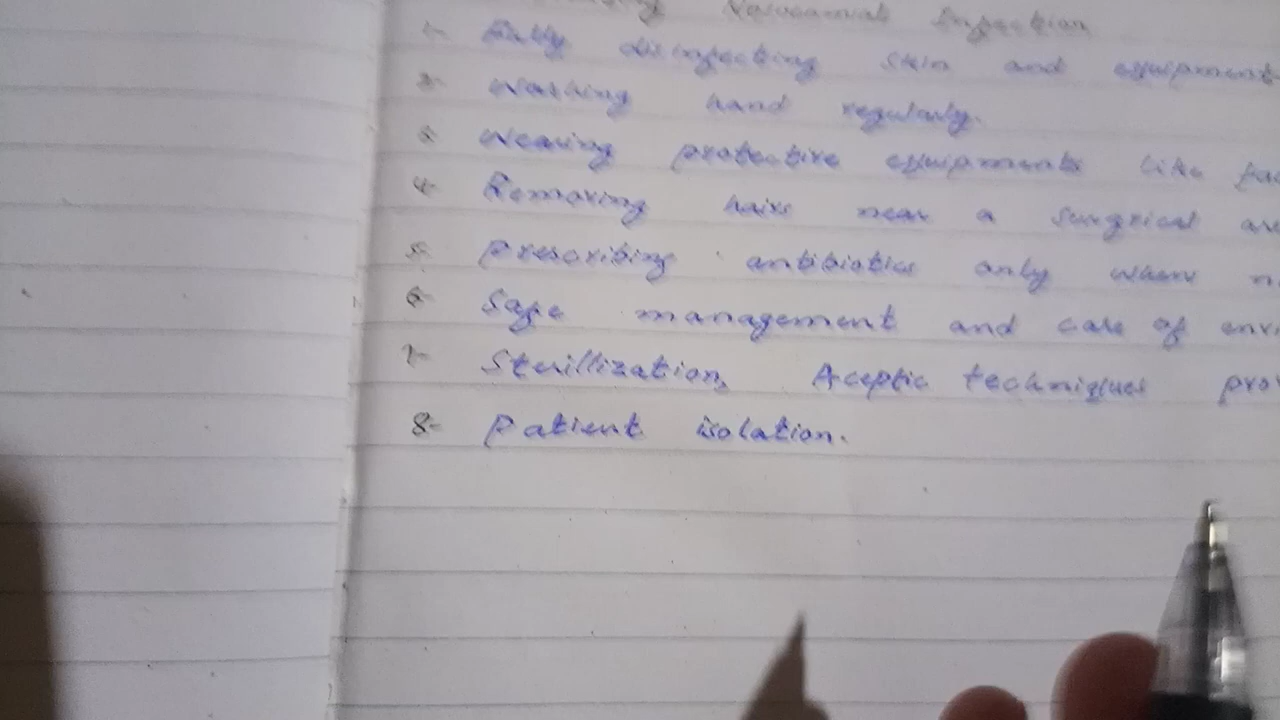 Nosocomial Infection
1- Fully disinfecting skin and equipment
2- Washing hand regularly.
3- Wearing protective equipments like
4- Removing hairs near a surgical
5- Prescribing antibiotics only when
6- Safe management and care of
7- Sterillization, Aceptic techniques
8- Patient isolation.